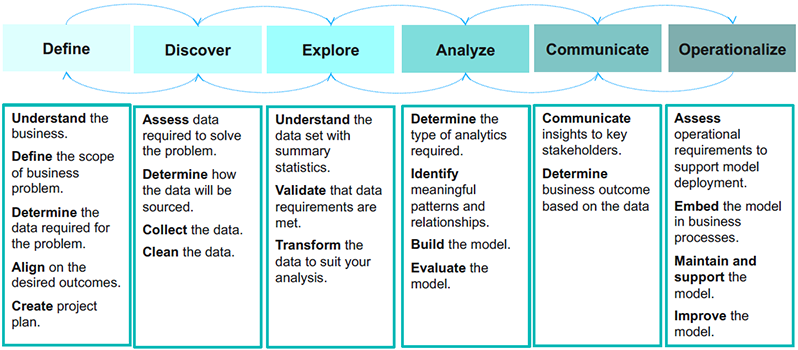 Define
Discover
Explore
Analyze
Communicate
Operationalize
Understand the
business.
Define the scope
of business
problem.
Determine the
data required for
the problem.
Align on the
desired outcomes.
Create project
plan.
Assess data
required to solve
the problem.
Determine how
the data will be
sourced.
Collect the data.
Clean the data.
Understand the
data set with
summary
statistics.
Validate that data
requirements are
met.
Transform the
data to suit your
analysis.
Determine the
type of analytics
required.
Identify
meaningful
patterns and
relationships.
Build the model.
Evaluate the
model.
Communicate
insights to key
stakeholders.
Determine
business outcome
based on the data
Assess
operational
requirements to
support model
deployment.
Embed the model
in business
processes.
Maintain and
support the
model.
Improve the
model.